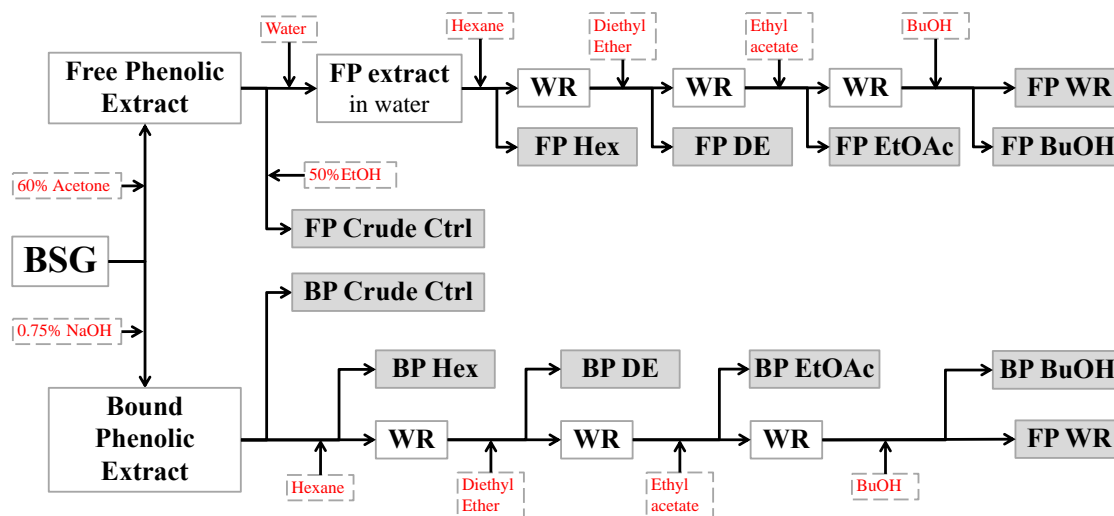 Water
Hexane
Diethyl
Ether
Ethyl
acetate
BuOH
Free Phenolic
Extract
FP extract
in water
WR
WR
WR
FP WR
FP Hex
FP DE
FP EtOAc
FP BuOH
60% Acetone
50%EtOH
FP Crude Ctrl
BSG
BP Crude Ctrl
0.75% NaOH
BP Hex
BP DE
BP EtOAc
BP BuOH
Bound
Phenolic
Extract
WR
WR
WR
FP WR
Hexane
Diethyl
Ether
Ethyl
acetate
BuOH